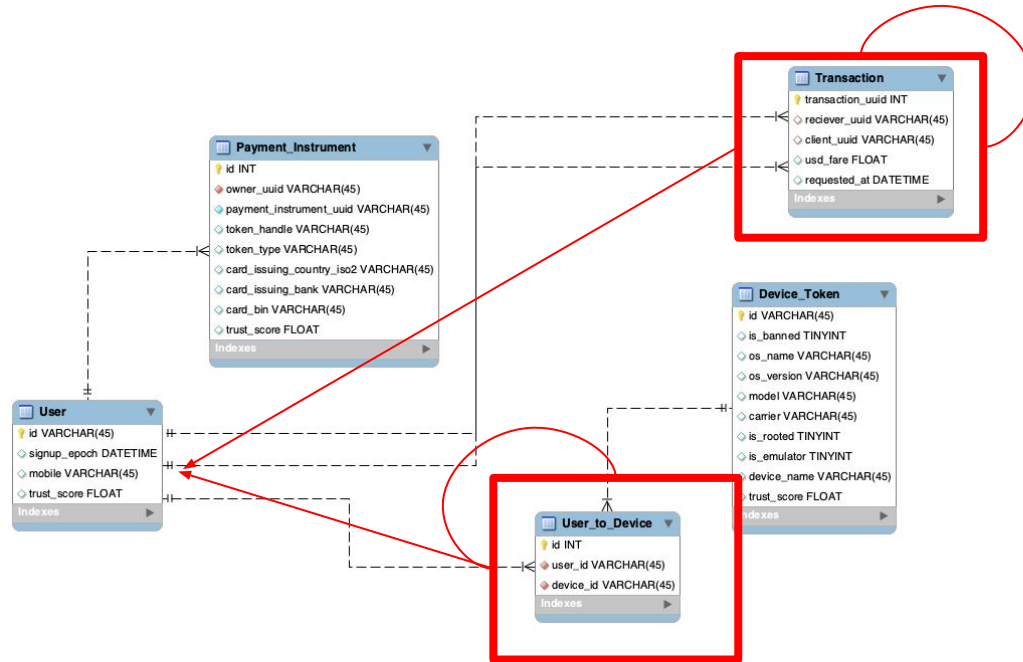 Transaction
transaction_uuid INT
reciever_uuid VARCHAR(45)
client_uuid VARCHAR(45)
usd_fare FLOAT
requested_at DATETIME
Indexes
Payment_Instrument
id INT
owner_uuid VARCHAR(45)
payment_instrument_uuid VARCHAR(45)
token_handle VARCHAR(45)
token_type VARCHAR(45)
card_issuing_country_iso2 VARCHAR(45)
card_issuing_bank VARCHAR(45)
card_bin VARCHAR(45)
trust_score FLOAT
Indexes
Device_Token
id VARCHAR(45)
is_banned TINYINT
os_name VARCHAR(45)
os_version VARCHAR(45)
model VARCHAR(45)
carrier VARCHAR(45)
is_rooted TINYINT
is_emulator TINYINT
device_name VARCHAR(45)
trust_score FLOAT
Indexes
User
id VARCHAR(45)
signup_epoch DATETIME
mobile VARCHAR(45)
trust_score FLOAT
Indexes
User_to_Device
id INT
user_id VARCHAR(45)
device_id VARCHAR(45)
Indexes